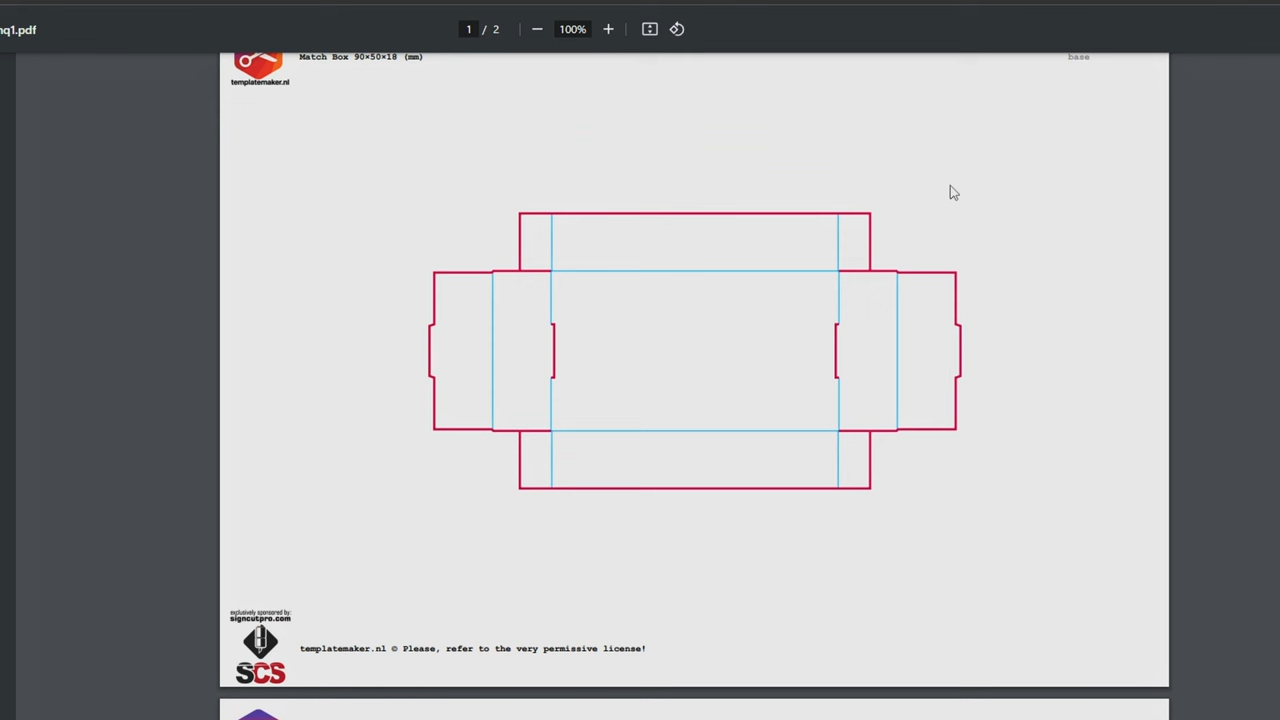 nq1.pdf
1 / 2
100%
Match Box 90×50×18 (mm)
base
templatemaker.nl
exclusively sponsored by:
signcutpro.com
SCS
templatemaker.nl © Please, refer to the very permissive license!